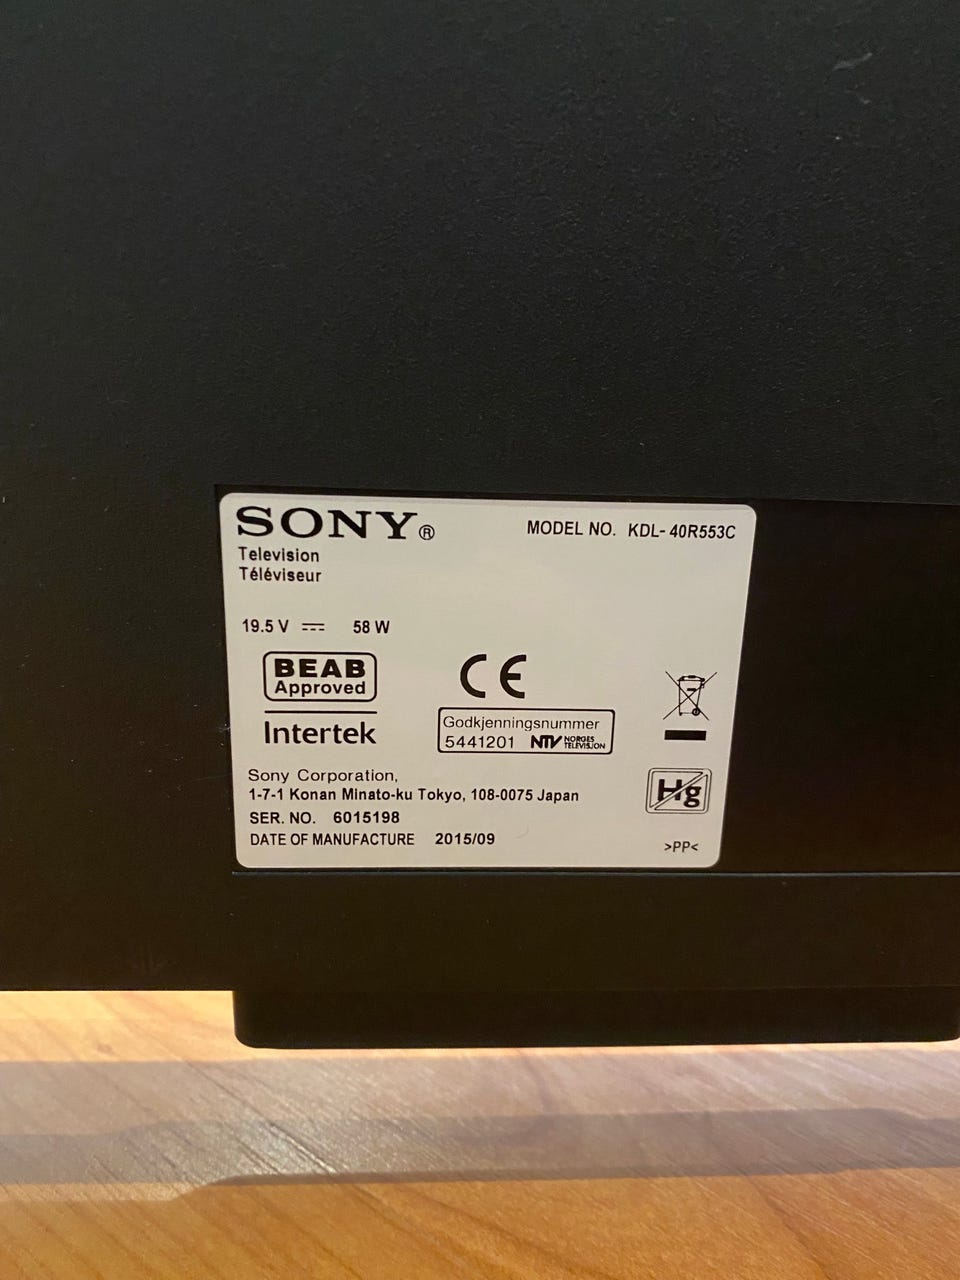 SONY®
MODEL NO. KDL-40R553C
Television
Téléviseur
19.5 V ⎓ 58 W
BEAB
Approved
Intertek
CE
Godkjenningsnummer
5441201 NTV NORGES TELEVISJON
Hg
Sony Corporation,
1-7-1 Konan Minato-ku Tokyo, 108-0075 Japan
SER. NO. 6015198
DATE OF MANUFACTURE 2015/09
>PP<